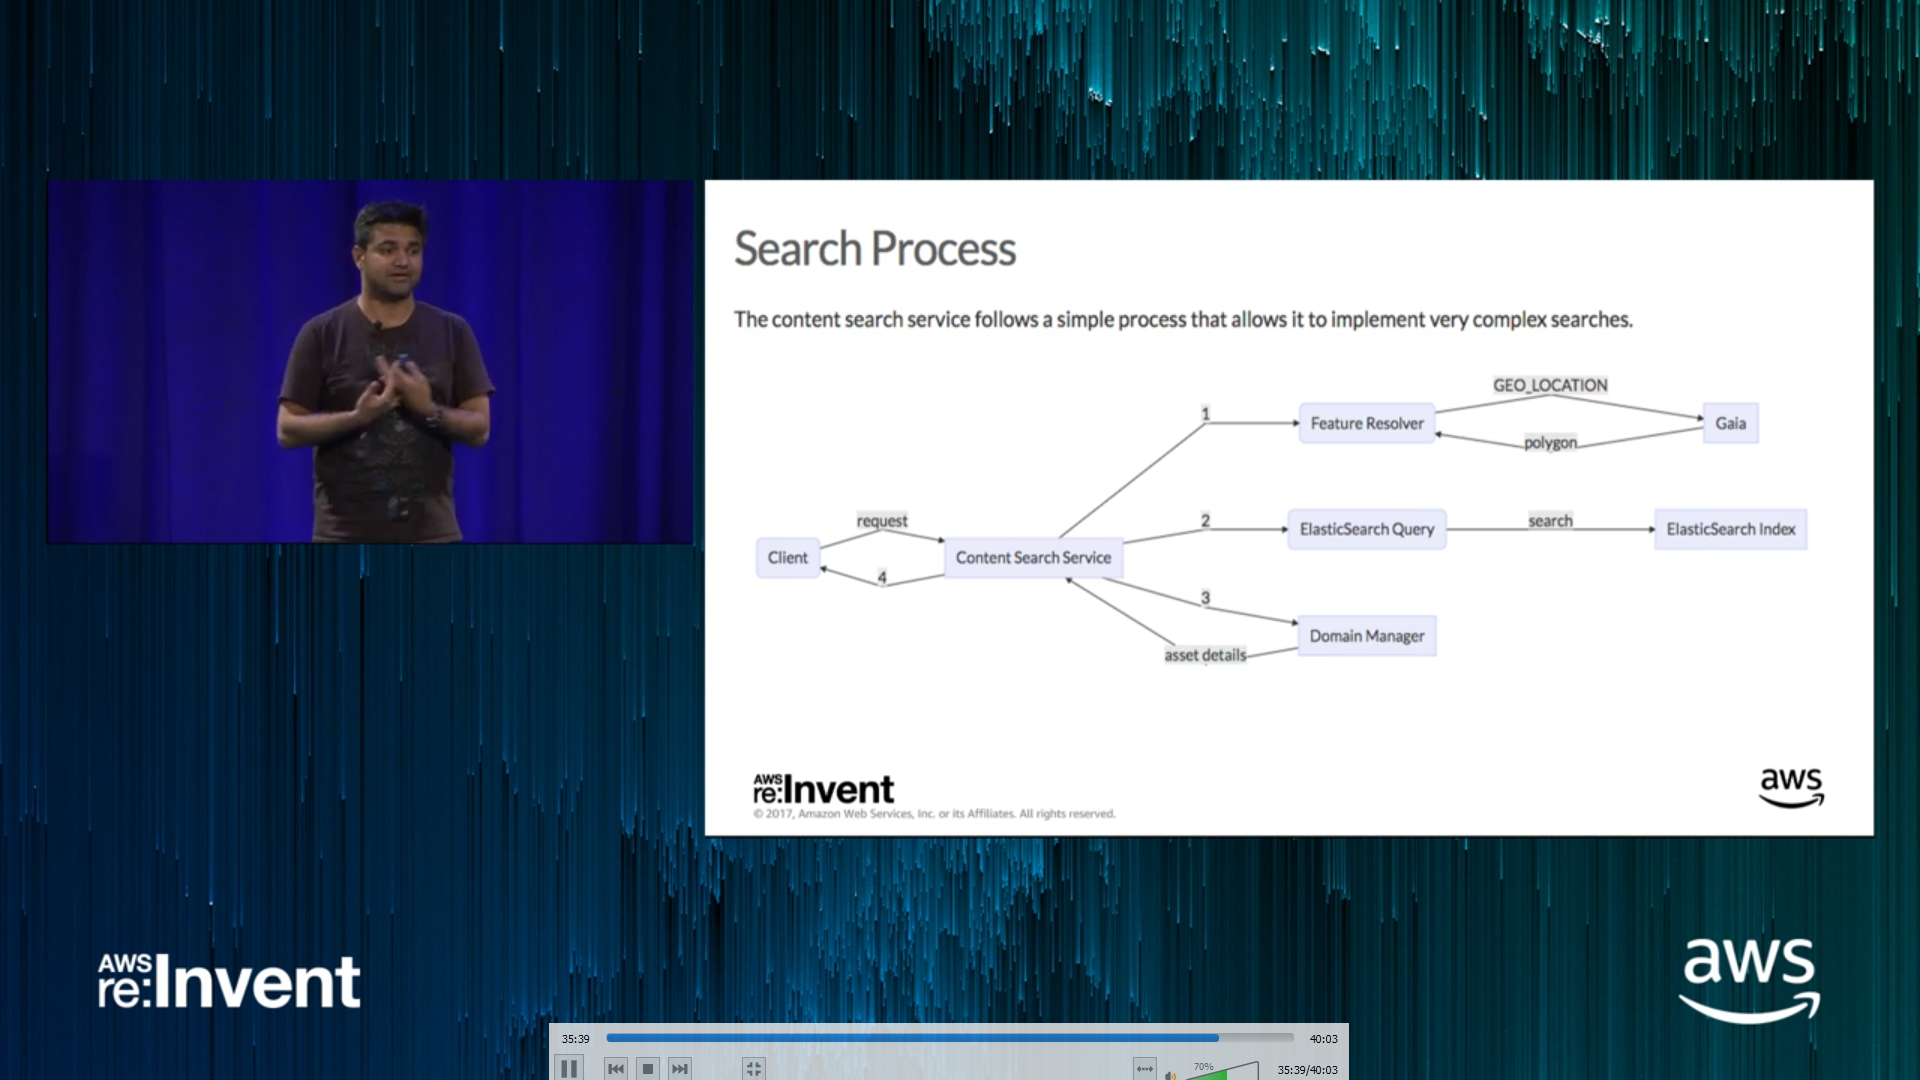 Search Process
The content search service follows a simple process that allows it to implement very complex searches.
GEO_LOCATION
1
Feature Resolver
Gaia
polygon
request
2
ElasticSearch Query
search
ElasticSearch Index
Client
Content Search Service
4
3
Domain Manager
asset details
AWS
re:Invent
aws
© 2017, Amazon Web Services, Inc. or its Affiliates. All rights reserved.
AWS
re:Invent
aws
35:39
40:03
70%
35:39/40:03